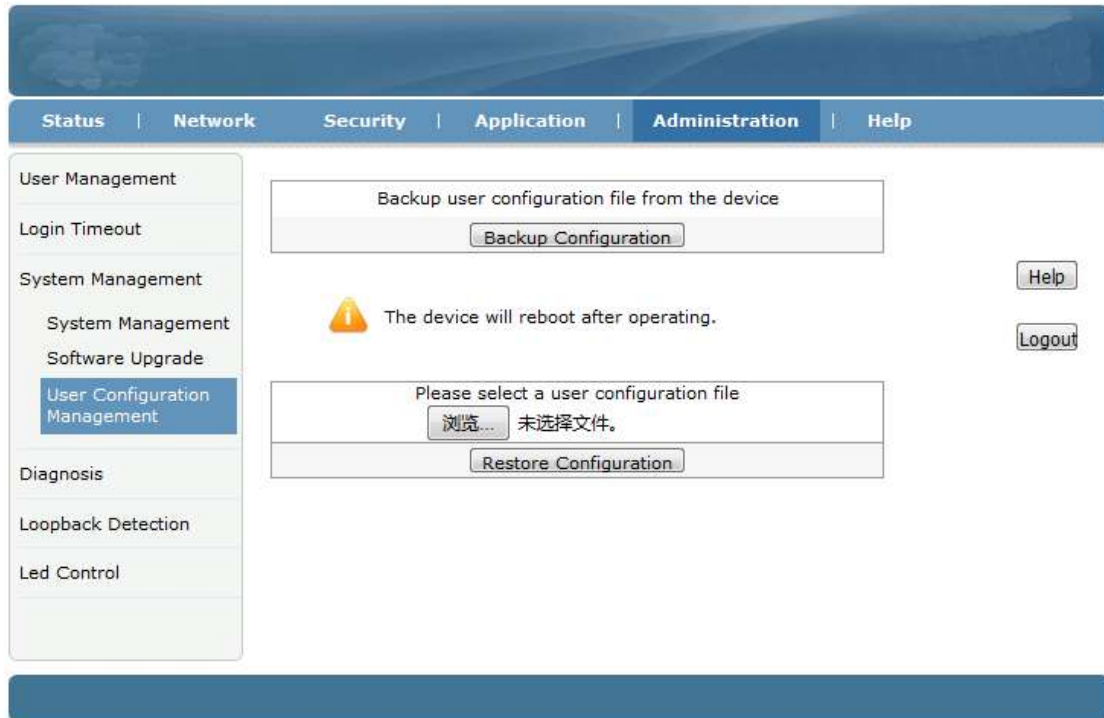 Status | Network Security | Application | Administration | Help
User Management
Login Timeout
System Management
System Management
Software Upgrade
User Configuration
Management
Diagnosis
Loopback Detection
Led Control
Backup user configuration file from the device
Backup Configuration
The device will reboot after operating.
Please select a user configuration file
浏览... 未选择文件。
Restore Configuration
Help
Logout